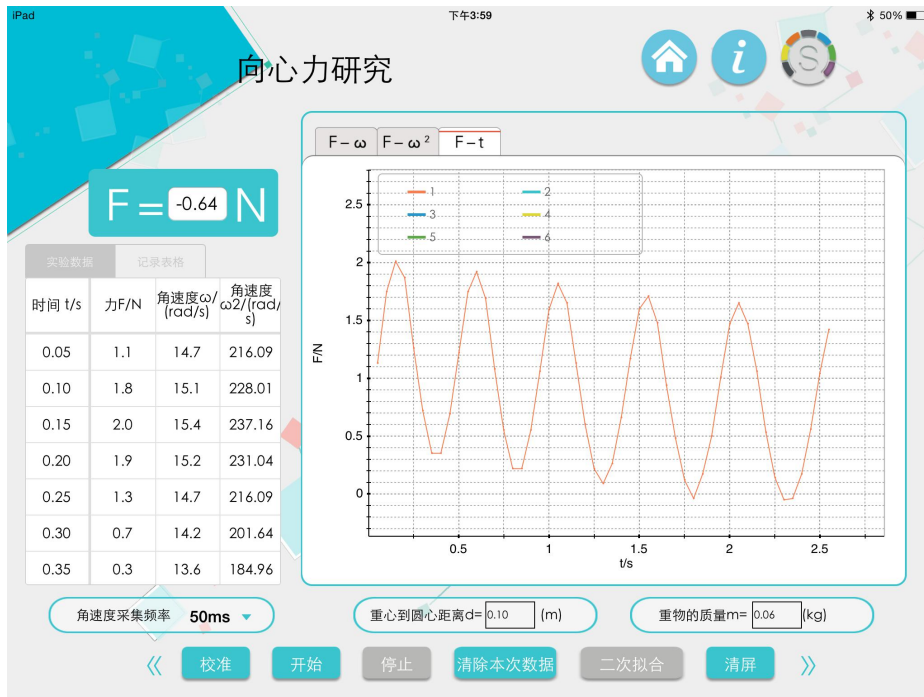 iPad
下午3:59
50%
向心力研究
i
S
F – ω
F – ω²
F – t
F = -0.64 N
1
2
3
4
5
6
实验数据
记录表格
时间 t/s
力F/N
角速度ω/
(rad/s)
角速度
ω2/(rad/
s)
0.05 1.1 14.7 216.09
0.10 1.8 15.1 228.01
0.15 2.0 15.4 237.16
0.20 1.9 15.2 231.04
0.25 1.3 14.7 216.09
0.30 0.7 14.2 201.64
0.35 0.3 13.6 184.96
F/N
2.5
2
1.5
1
0.5
0
0.5
1
1.5
2
2.5
t/s
角速度采集频率 50ms
重心到圆心距离d= 0.10 (m)
重物的质量m= 0.06 (kg)
《
校准
开始
停止
清除本次数据
二次拟合
清屏
》